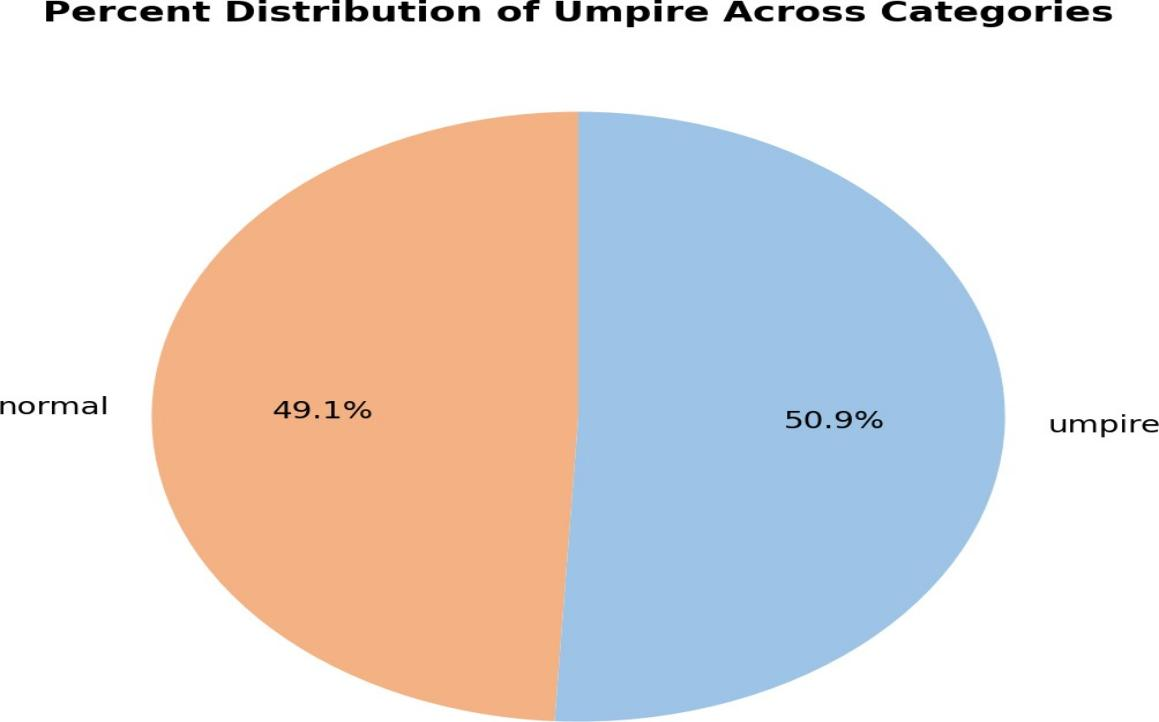 Percent Distribution of Umpire Across Categories
normal
49.1%
50.9%
umpire